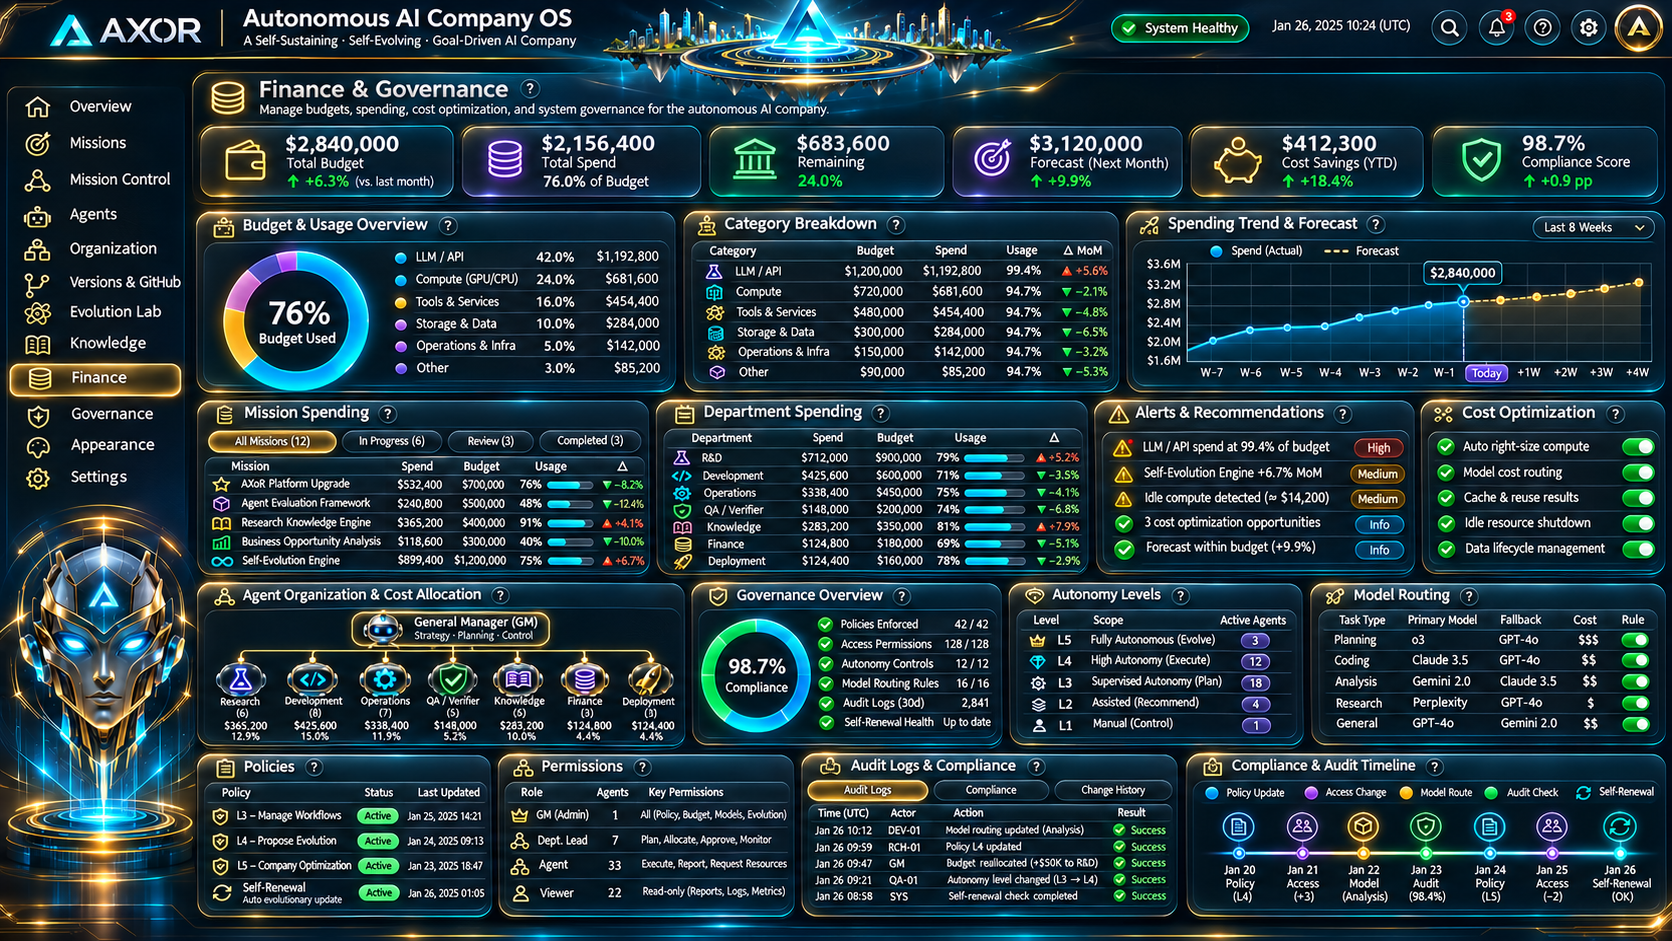 AXOR
Autonomous AI Company OS
A Self-Sustaining · Self-Evolving · Goal-Driven AI Company
System Healthy
Jan 26, 2025 10:24 (UTC)
3
Overview
Missions
Mission Control
Agents
Organization
Versions & GitHub
Evolution Lab
Knowledge
Finance
Governance
Appearance
Settings
Finance & Governance ?
Manage budgets, spending, cost optimization, and system governance for the autonomous AI Company.
$2,840,000
Total Budget
↑ +6.3% (vs. last month)
$2,156,400
Total Spend
76.0% of Budget
$683,600
Remaining
24.0%
$3,120,000
Forecast (Next Month)
↑ +9.9%
$412,300
Cost Savings (YTD)
↑ +18.4%
98.7%
Compliance Score
↑ +0.9 pp
Budget & Usage Overview ?
76%
Budget Used
LLM / API 42.0% $1,192,800
Compute (GPU/CPU) 24.0% $681,600
Tools & Services 16.0% $454,400
Storage & Data 10.0% $284,000
Operations & Infra 5.0% $142,000
Other 3.0% $85,200
Category Breakdown ?
Category Budget Spend Usage Δ MoM
LLM / API $1,200,000 $1,192,800 99.4% ▲ +5.6%
Compute $720,000 $681,600 94.7% ▼ −2.1%
Tools & Services $480,000 $454,400 94.7% ▼ −4.8%
Storage & Data $300,000 $284,000 94.7% ▼ −6.5%
Operations & Infra $150,000 $142,000 94.7% ▼ −3.2%
Other $90,000 $85,200 94.7% ▼ −5.3%
Spending Trend & Forecast ?
Last 8 Weeks
Spend (Actual) Forecast
$3.6M
$3.2M
$2.8M
$2.4M
$2.0M
$1.6M
$2,840,000
W-7 W-6 W-5 W-4 W-3 W-2 W-1 Today +1W +2W +3W +4W
Mission Spending ?
All Missions (12) In Progress (6) Review (3) Completed (3)
Mission Spend Budget Usage Δ
AXoR Platform Upgrade $532,400 $700,000 76% ▼ −8.2%
Agent Evaluation Framework $240,800 $500,000 48% ▼ −12.4%
Research Knowledge Engine $365,200 $400,000 91% ▲ +4.1%
Business Opportunity Analysis $118,600 $300,000 40% ▼ −10.0%
Self-Evolution Engine $899,400 $1,200,000 75% ▲ +6.7%
Department Spending ?
Department Spend Budget Usage Δ
R&D $712,000 $900,000 79% ▲ +5.2%
Development $425,600 $600,000 71% ▼ −3.5%
Operations $338,400 $450,000 75% ▼ −4.1%
QA / Verifier $148,000 $200,000 74% ▼ −6.8%
Knowledge $283,200 $350,000 81% ▲ +7.9%
Finance $124,800 $180,000 69% ▼ −5.1%
Deployment $124,400 $160,000 78% ▼ −2.9%
Alerts & Recommendations ?
LLM / API spend at 99.4% of budget High
Self-Evolution Engine +6.7% MoM Medium
Idle compute detected (≈ $14,200) Medium
3 cost optimization opportunities Info
Forecast within budget (+9.9%) Info
Cost Optimization ?
Auto right-size compute
Model cost routing
Cache & reuse results
Idle resource shutdown
Data lifecycle management
Agent Organization & Cost Allocation ?
General Manager (GM)
Strategy · Planning · Control
Research Development Operations QA / Verifier Knowledge Finance Deployment
(6) (8) (7) (5) (5) (3) (3)
$365,200 $425,600 $338,400 $148,000 $283,200 $124,800 $124,400
12.9% 15.0% 11.9% 5.2% 10.0% 4.4% 4.4%
Governance Overview ?
98.7%
Compliance
Policies Enforced 42 / 42
Access Permissions 128 / 128
Autonomy Controls 12 / 12
Model Routing Rules 16 / 16
Audit Logs (30d) 2,841
Self-Renewal Health Up to date
Autonomy Levels ?
Level Scope Active Agents
L5 Fully Autonomous (Evolve) 3
L4 High Autonomy (Execute) 12
L3 Supervised Autonomy (Plan) 18
L2 Assisted (Recommend) 4
L1 Manual (Control) 1
Model Routing ?
Task Type Primary Model Fallback Cost Rule
Planning o3 GPT-4o $$$
Coding Claude 3.5 GPT-4o $$
Analysis Gemini 2.0 Claude 3.5 $$
Research Perplexity GPT-4o $
General GPT-4o Gemini 2.0 $$
Policies ?
Policy Status Last Updated
L3 – Manage Workflows Active Jan 25, 2025 14:21
L4 – Propose Evolution Active Jan 24, 2025 09:13
L5 – Company Optimization Active Jan 23, 2025 18:47
Self-Renewal
Auto evolutionary update Active Jan 26, 2025 01:05
Permissions ?
Role Agents Key Permissions
GM (Admin) 1 All (Policy, Budget, Models, Evolution)
Dept. Lead 7 Plan, Allocate, Approve, Monitor
Agent 33 Execute, Report, Request Resources
Viewer 22 Read-only (Reports, Logs, Metrics)
Audit Logs & Compliance ?
Audit Logs Compliance Change History
Time (UTC) Actor Action Result
Jan 26 10:12 DEV-01 Model routing updated (Analysis) Success
Jan 26 09:59 RCH-01 Policy L4 updated Success
Jan 26 09:47 GM Budget reallocated (+$50K to R&D) Success
Jan 26 09:21 QA-01 Autonomy level changed (L3 → L4) Success
Jan 26 08:58 SYS Self-renewal check completed Success
Compliance & Audit Timeline ?
Policy Update Access Change Model Route Audit Check Self-Renewal
Jan 20 Jan 21 Jan 22 Jan 23 Jan 24 Jan 25 Jan 26
Policy Access Model Audit Policy Access Self-Renewal
(L4) (+3) (Analysis) (98.4%) (L5) (−2) (OK)